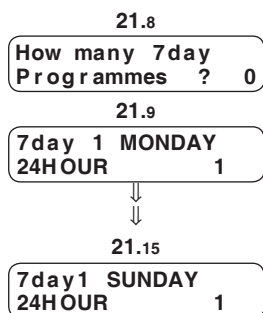 21.8
How many 7day
Programmes ? 0
21.9
7day 1 MONDAY
24HOUR 1
⇓
⇓
21.15
7day1 SUNDAY
24HOUR 1